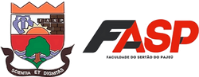 SCIENTIA ET DIGNITAS
FASP
FACULDADE DO SERTÃO DO PAJEÚ